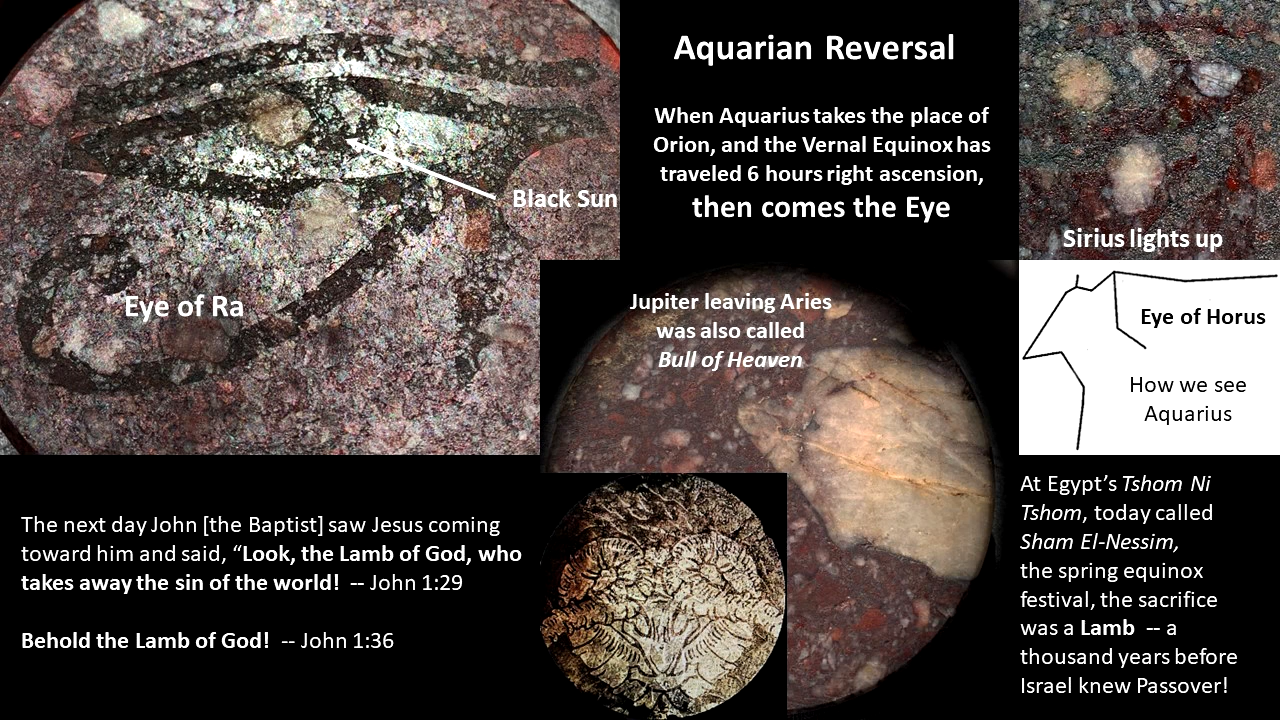 Aquarian Reversal
When Aquarius takes the place of
Orion, and the Vernal Equinox has
traveled 6 hours right ascension,
then comes the Eye
Black Sun
Eye of Ra
Sirius lights up
Jupiter leaving Aries
was also called
Bull of Heaven
Eye of Horus
How we see
Aquarius
The next day John [the Baptist] saw Jesus coming
toward him and said, “Look, the Lamb of God, who
takes away the sin of the world!  -- John 1:29
Behold the Lamb of God!  -- John 1:36
At Egypt’s Tshom Ni
Tshom, today called
Sham El-Nessim,
the spring equinox
festival, the sacrifice
was a Lamb  -- a
thousand years before
Israel knew Passover!